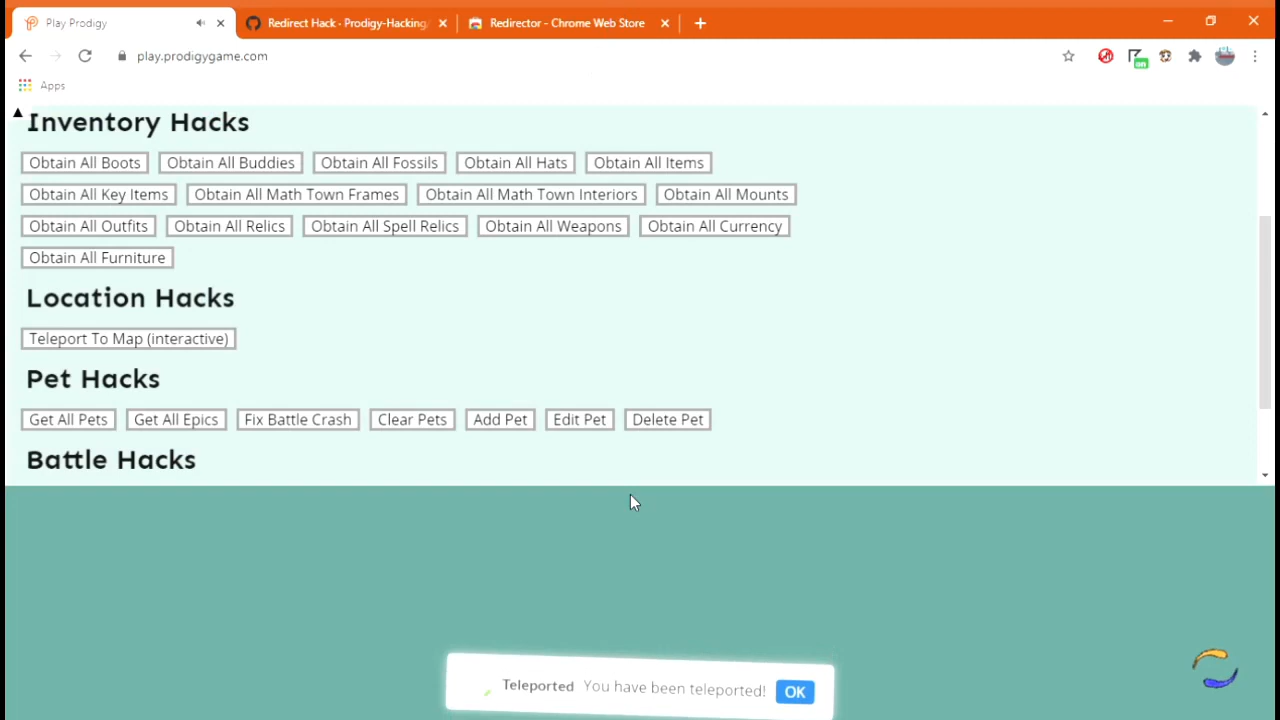 Play Prodigy
Redirect Hack · Prodigy-Hacking
Redirector - Chrome Web Store
play.prodigygame.com
on
Apps
Inventory Hacks
Obtain All Boots Obtain All Buddies Obtain All Fossils Obtain All Hats Obtain All Items
Obtain All Key Items Obtain All Math Town Frames Obtain All Math Town Interiors Obtain All Mounts
Obtain All Outfits Obtain All Relics Obtain All Spell Relics Obtain All Weapons Obtain All Currency
Obtain All Furniture
Location Hacks
Teleport To Map (interactive)
Pet Hacks
Get All Pets Get All Epics Fix Battle Crash Clear Pets Add Pet Edit Pet Delete Pet
Battle Hacks
Teleported You have been teleported! OK